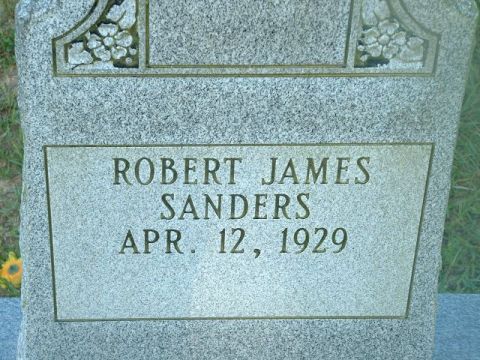 ROBERT JAMES
SANDERS
APR. 12, 1929